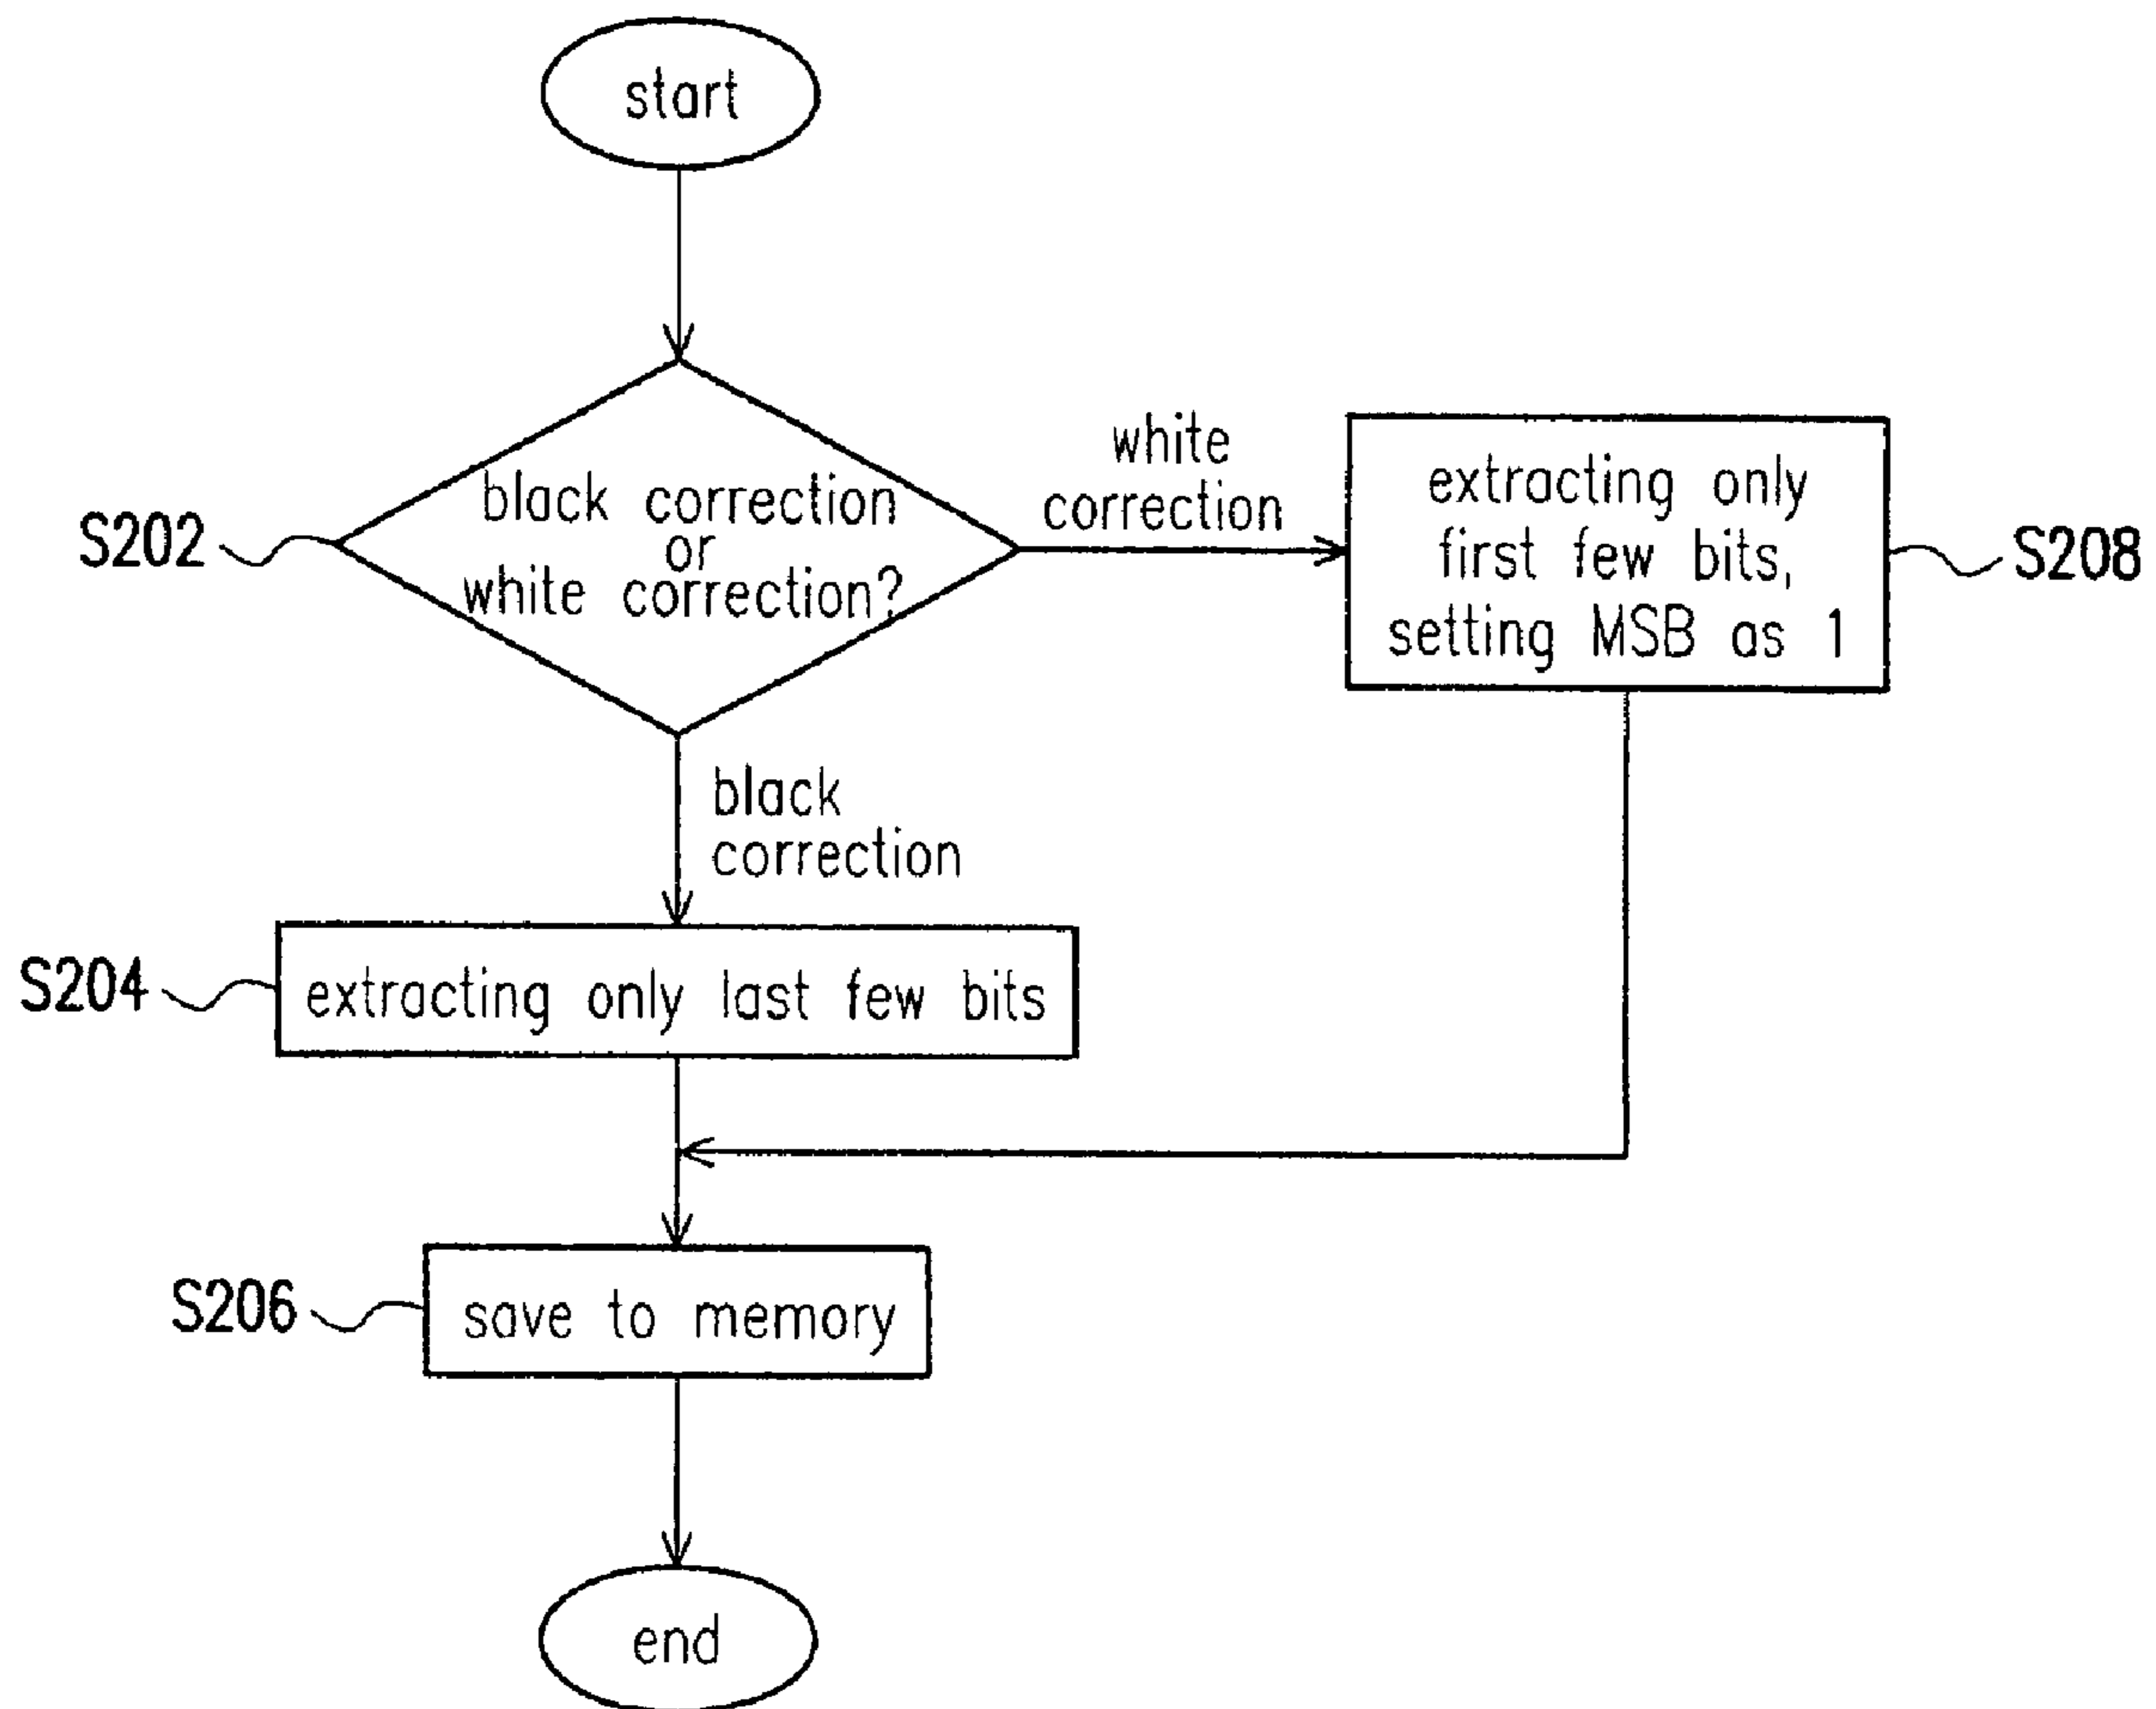 start
black correction
or
white correction?
S202
white
correction
extracting only
first few bits,
setting MSB as 1
S208
black
correction
S204
extracting only last few bits
S206
save to memory
end